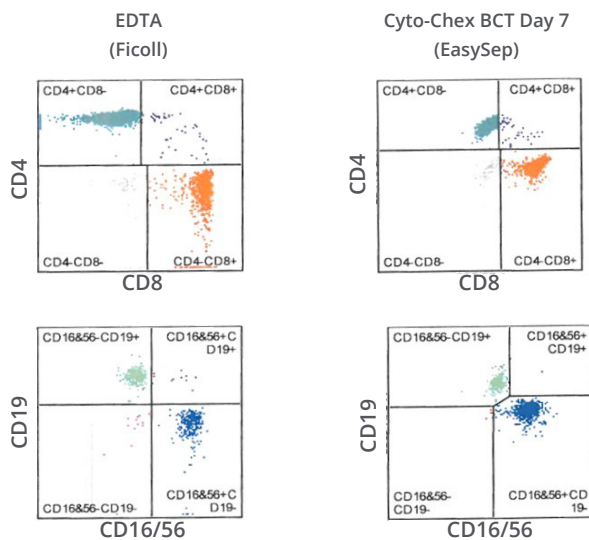 EDTA
(Ficoll)
Cyto-Chex BCT Day 7
(EasySep)
CD4+CD8-
CD4+CD8+
CD4
CD4-CD8-
CD4-CD8+
CD8
CD4+CD8-
CD4+CD8+
CD4
CD4-CD8-
CD4-CD8+
CD8
CD16&56-CD19+
CD16&56+C
D19+
CD19
CD16&56-CD19-
CD16&56+C
D19-
CD16/56
CD16&56-CD19+
CD16&56+
CD19+
CD19
CD16&56-
CD19-
CD16&56+CD
19-
CD16/56